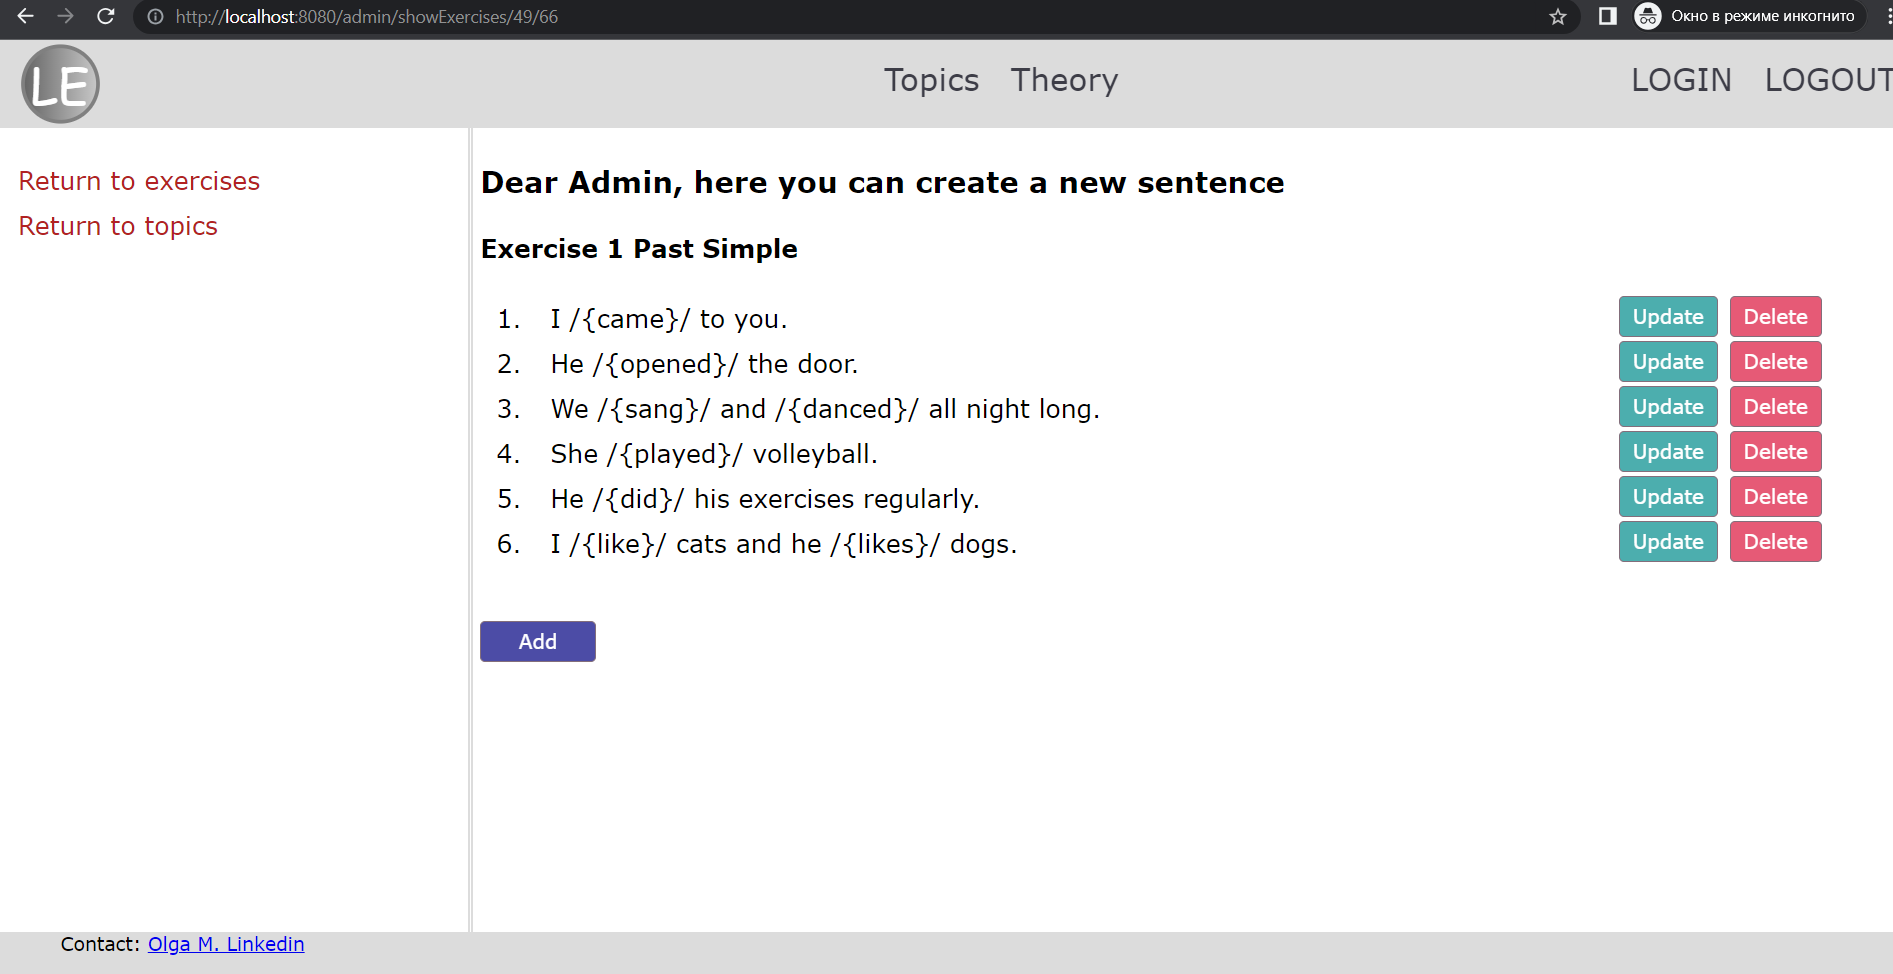 http://localhost:8080/admin/showExercises/49/66
Окно в режиме инкогнито
LE
Topics Theory
LOGIN LOGOUT
Return to exercises
Return to topics
Dear Admin, here you can create a new sentence
Exercise 1 Past Simple
1. I /{came}/ to you. Update Delete
2. He /{opened}/ the door. Update Delete
3. We /{sang}/ and /{danced}/ all night long. Update Delete
4. She /{played}/ volleyball. Update Delete
5. He /{did}/ his exercises regularly. Update Delete
6. I /{like}/ cats and he /{likes}/ dogs. Update Delete
Add
Contact: Olga M. Linkedin